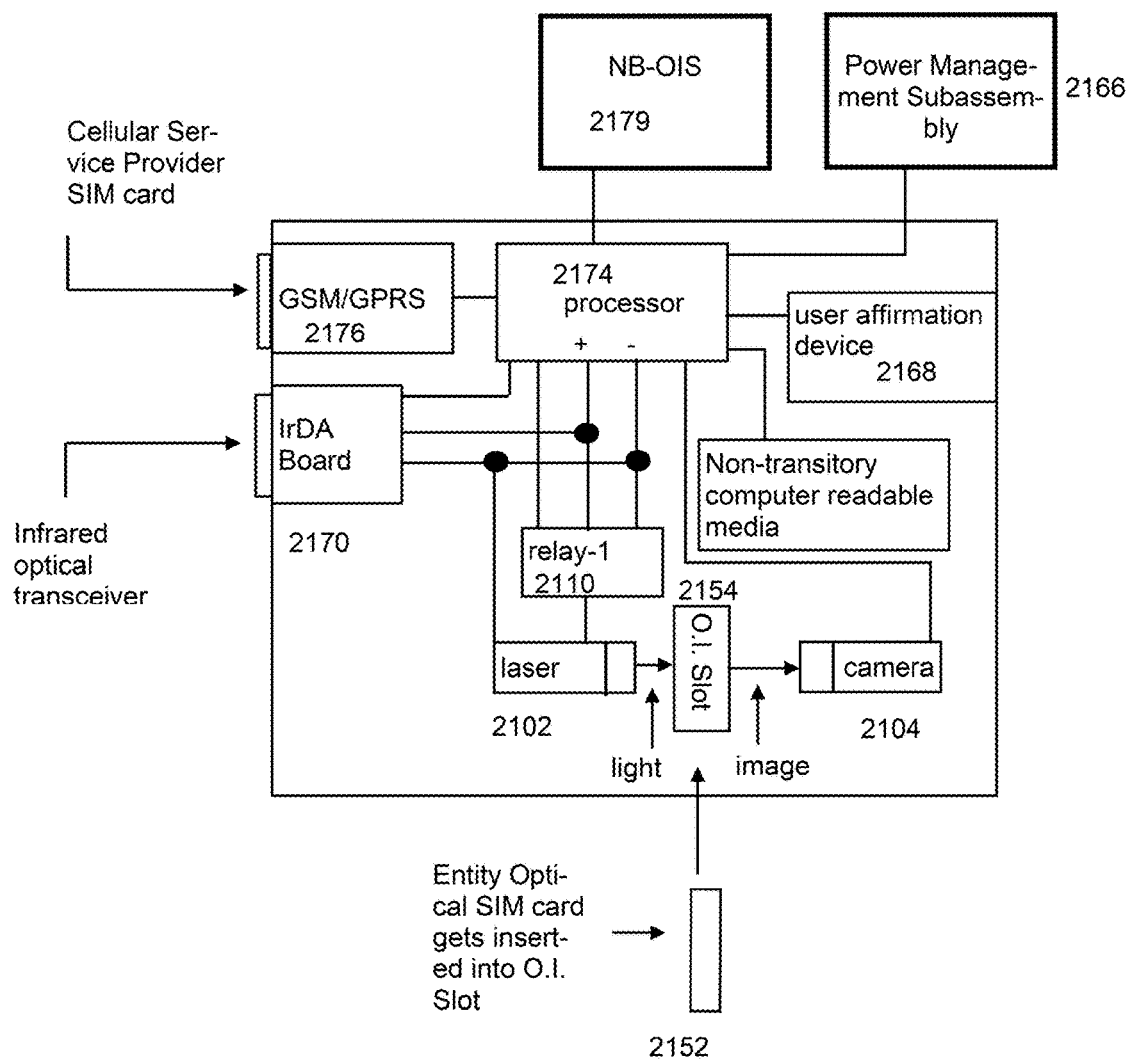 NB-OIS
2179
Power Manage-
ment Subassem-
bly
2166
Cellular Ser-
vice Provider
SIM card
GSM/GPRS
2176
2174
processor
+ -
user affirmation
device
2168
IrDA
Board
2170
Infrared
optical
transceiver
Non-transitory
computer readable
media
relay-1
2110
2154
O.I. Slot
laser
2102
camera
2104
light
image
Entity Opti-
cal SIM card
gets insert-
ed into O.I.
Slot
2152